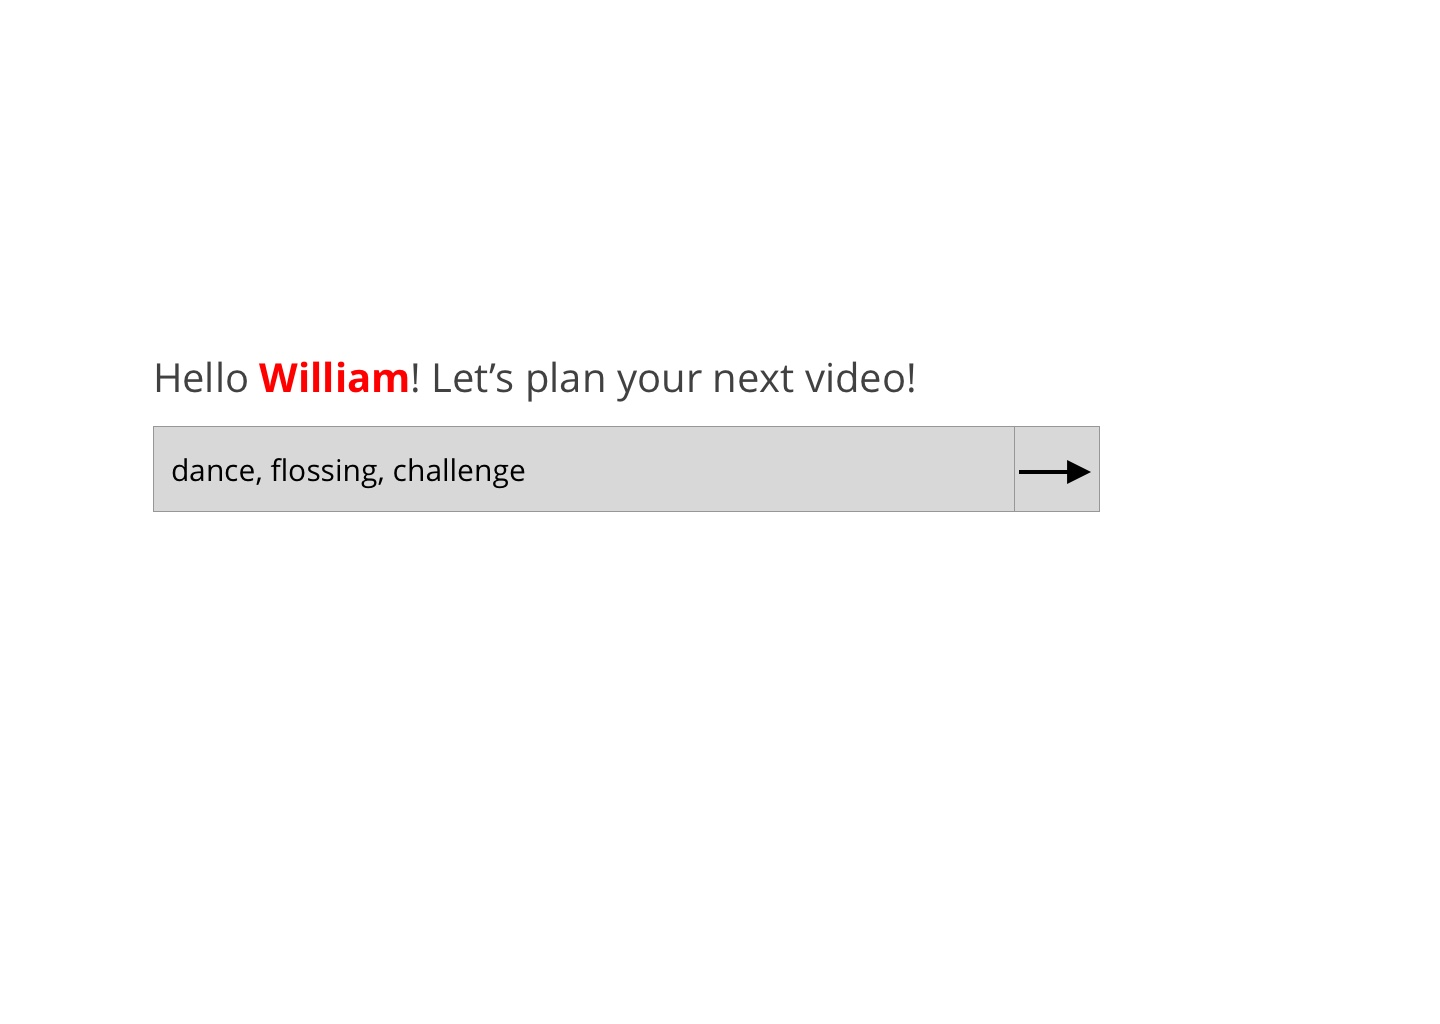 Hello William! Let’s plan your next video!
dance, flossing, challenge